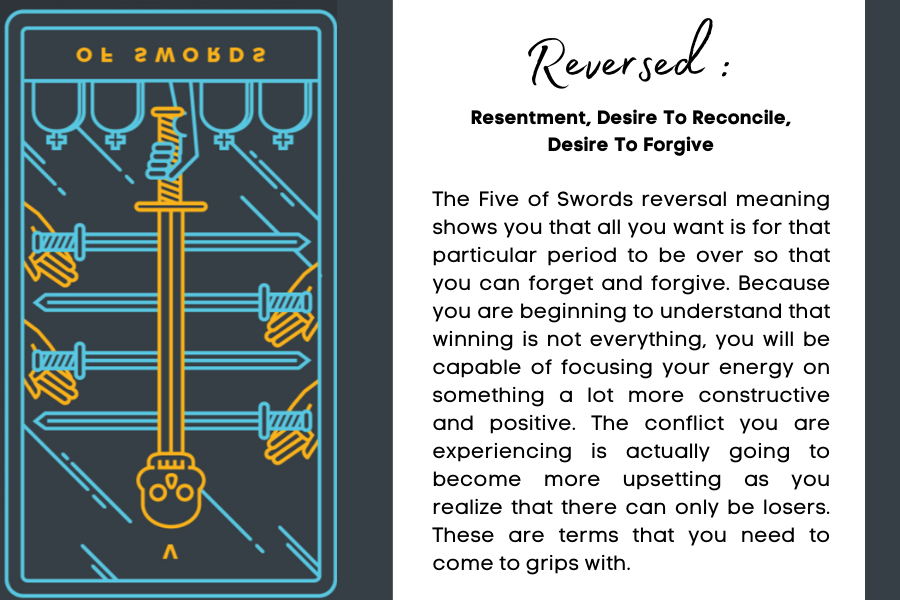 OF SWORDS
V
Reversed :
Resentment, Desire To Reconcile,
Desire To Forgive
The Five of Swords reversal meaning
shows you that all you want is for that
particular period to be over so that
you can forget and forgive. Because
you are beginning to understand that
winning is not everything, you will be
capable of focusing your energy on
something a lot more constructive
and positive. The conflict you are
experiencing is actually going to
become more upsetting as you
realize that there can only be losers.
These are terms that you need to
come to grips with.